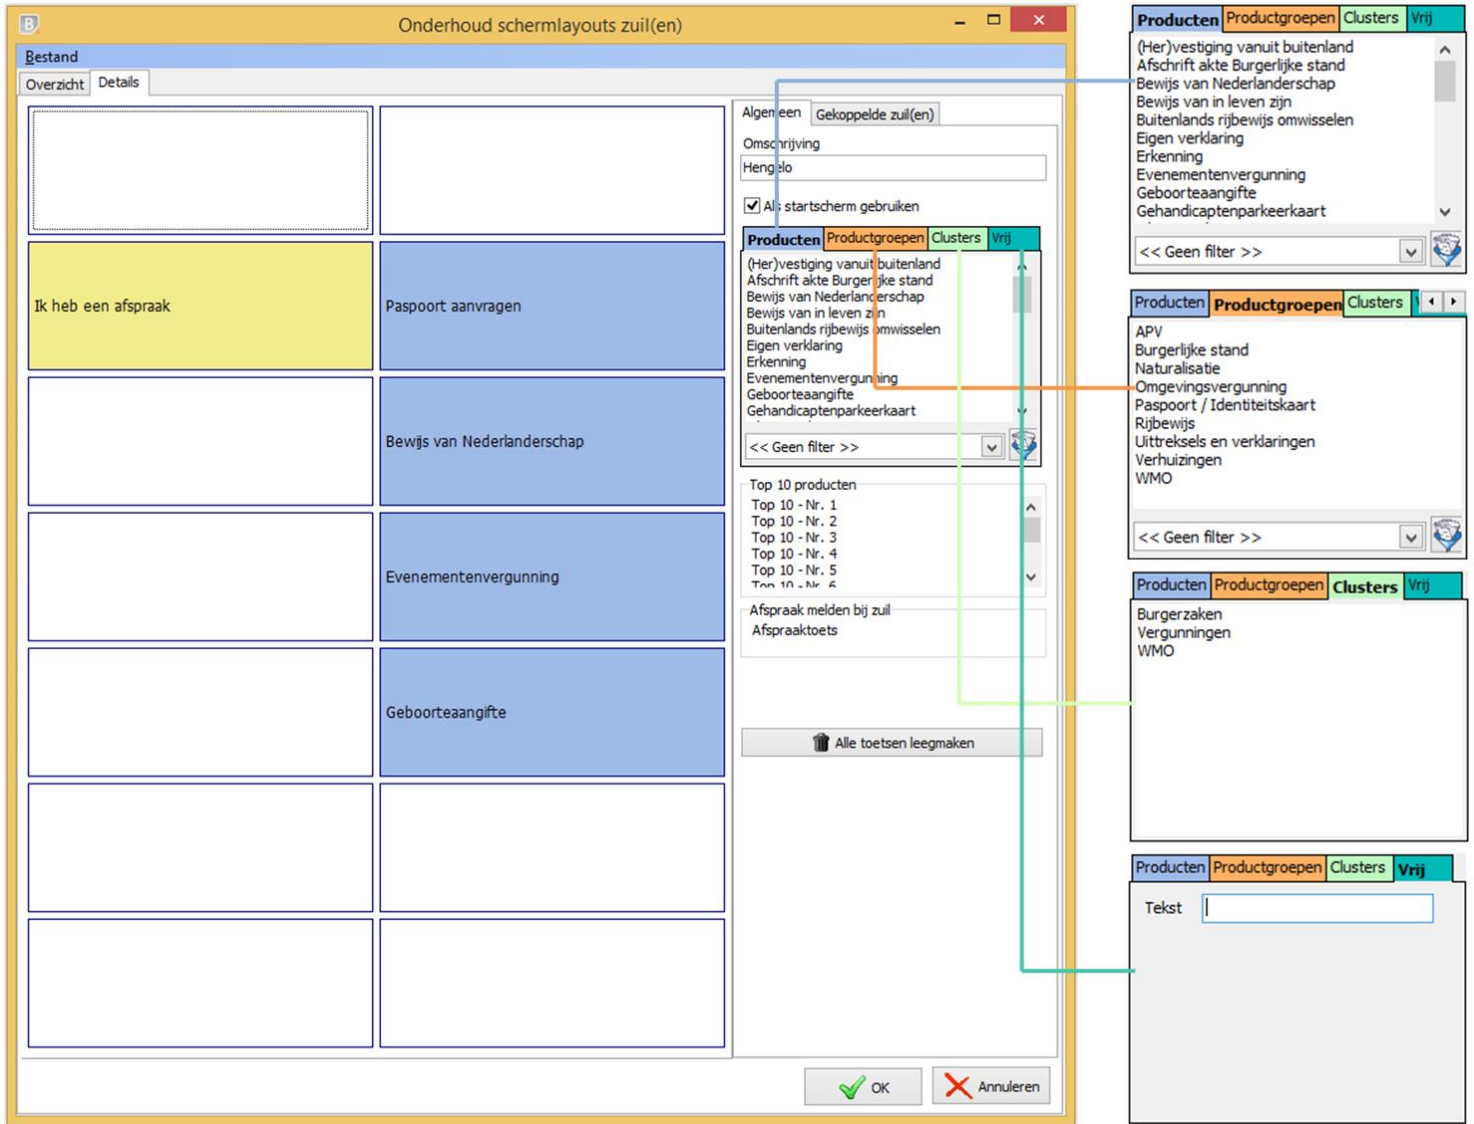 B
Onderhoud schermlayouts zuil(en)
Bestand
Overzicht Details
Ik heb een afspraak
Paspoort aanvragen
Bewijs van Nederlanderschap
Evenementenvergunning
Geboorteaangifte
Algemeen Gekoppelde zuil(en)
Omschrijving
Hengelo
Als startscherm gebruiken
Producten Productgroepen Clusters Vrij
(Her)vestiging vanuit buitenland
Afschrift akte Burgerlijke stand
Bewijs van Nederlanderschap
Bewijs van in leven zijn
Buitenlands rijbewijs omwisselen
Eigen verklaring
Erkenning
Evenementenvergunning
Geboorteaangifte
Gehandicaptenparkeerkaart
<< Geen filter >>
Top 10 producten
Top 10 - Nr. 1
Top 10 - Nr. 2
Top 10 - Nr. 3
Top 10 - Nr. 4
Top 10 - Nr. 5
Top 10 - Nr. 6
Afspraak melden bij zuil
Afspraaktoets
Alle toetsen leegmaken
OK Annuleren
Producten Productgroepen Clusters Vrij
(Her)vestiging vanuit buitenland
Afschrift akte Burgerlijke stand
Bewijs van Nederlanderschap
Bewijs van in leven zijn
Buitenlands rijbewijs omwisselen
Eigen verklaring
Erkenning
Evenementenvergunning
Geboorteaangifte
Gehandicaptenparkeerkaart
<< Geen filter >>
Producten Productgroepen Clusters
APV
Burgerlijke stand
Naturalisatie
Omgevingsvergunning
Paspoort / Identiteitskaart
Rijbewijs
Uittreksels en verklaringen
Verhuizingen
WMO
<< Geen filter >>
Producten Productgroepen Clusters Vrij
Burgerzaken
Vergunningen
WMO
Producten Productgroepen Clusters Vrij
Tekst